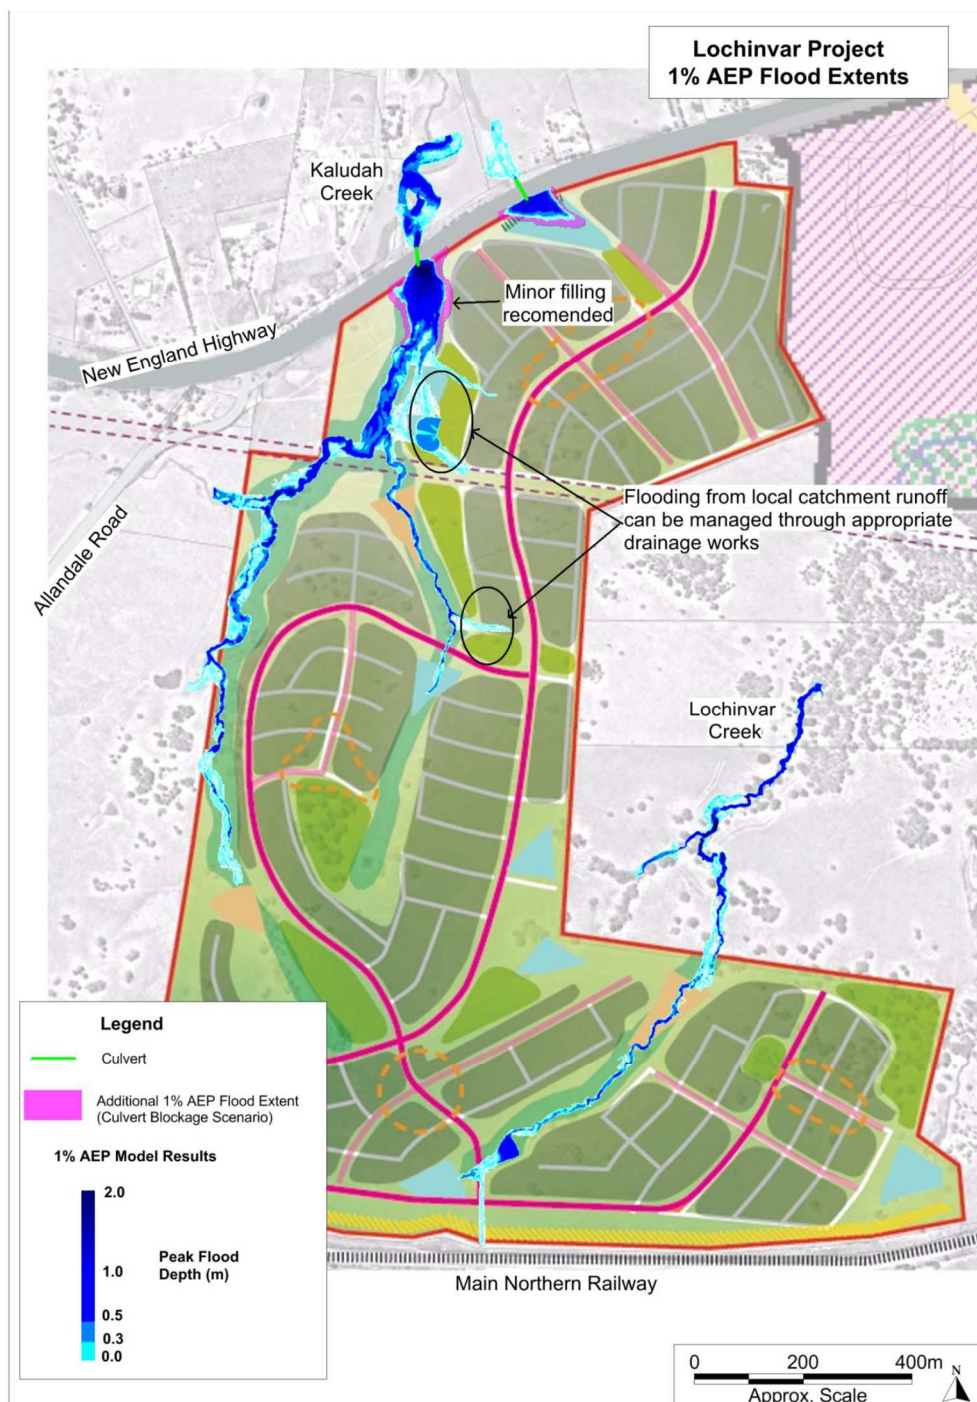 Lochinvar Project
1% AEP Flood Extents
Kaludah
Creek
Minor filling
recomended
New England Highway
Allandale Road
Flooding from local catchment runoff
can be managed through appropriate
drainage works
Lochinvar
Creek
Legend
Culvert
Additional 1% AEP Flood Extent
(Culvert Blockage Scenario)
1% AEP Model Results
2.0
1.0
0.5
0.3
0.0
Peak Flood
Depth (m)
Main Northern Railway
0 200 400m
Approx. Scale
N